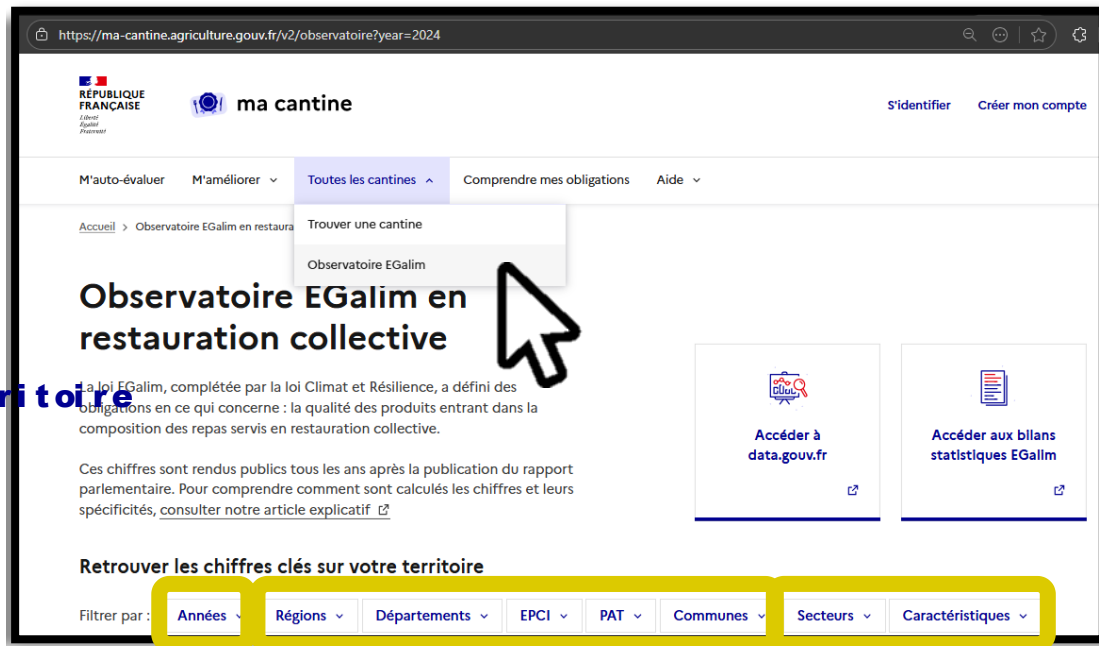 https://ma-cantine.agriculture.gouv.fr/v2/observatoire?year=2024
RÉPUBLIQUE
FRANÇAISE
Liberté
Égalité
Fraternité
ma cantine
S'identifier Créer mon compte
M'auto-évaluer M'améliorer Toutes les cantines Comprendre mes obligations Aide
Accueil > Observatoire EGalim en restaura
Trouver une cantine
Observatoire EGalim
Observatoire EGalim en
restauration collective
ritoire
La loi EGalim, complétée par la loi Climat et Résilience, a défini des
obligations en ce qui concerne : la qualité des produits entrant dans la
composition des repas servis en restauration collective.
Ces chiffres sont rendus publics tous les ans après la publication du rapport
parlementaire. Pour comprendre comment sont calculés les chiffres et leurs
spécificités, consulter notre article explicatif
Accéder à
data.gouv.fr
Accéder aux bilans
statistiques EGalim
Retrouver les chiffres clés sur votre territoire
Filtrer par : Années Régions Départements EPCI PAT Communes Secteurs Caractéristiques